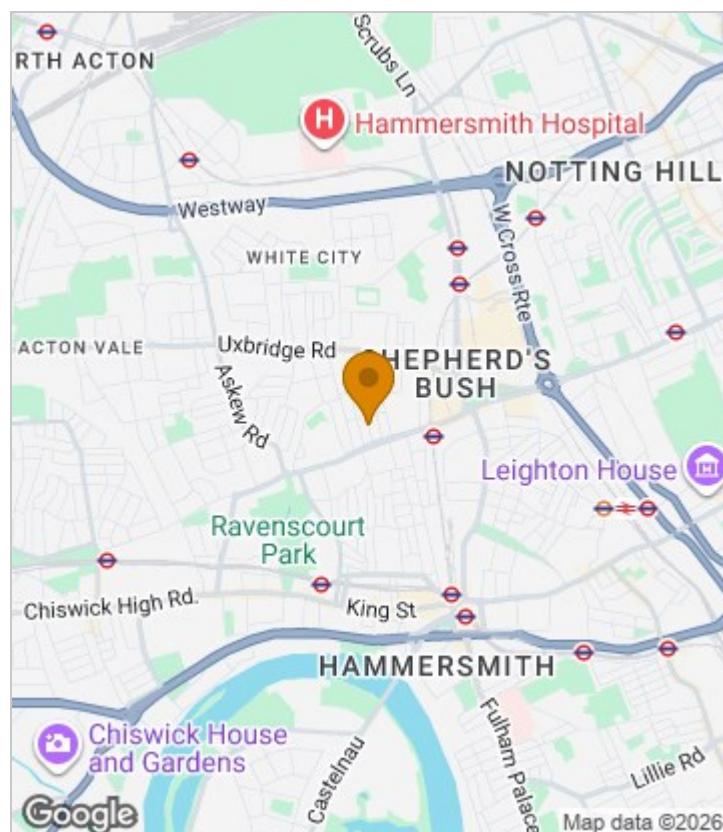 Scrubs Ln
RTH ACTON
H
Hammersmith Hospital
NOTTING HILL
Westway
W Cross Rte
WHITE CITY
ACTON VALE
Uxbridge Rd
SHEPHERD'S
BUSH
Askew Rd
Leighton House
Ravenscourt
Park
Chiswick High Rd.
King St
HAMMERSMITH
Chiswick House
and Gardens
Castelnau
Fulham Palace
Lillie Rd
Google
Map data ©2026